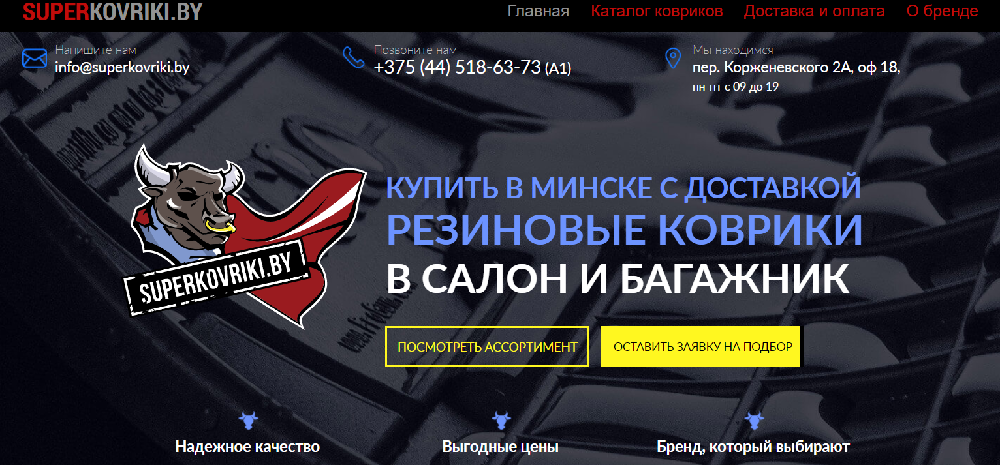 SUPERKOVRIKI.BY
Главная Каталог ковриков Доставка и оплата О бренде
Напишите нам
info@superkovriki.by
Позвоните нам
+375 (44) 518-63-73 (A1)
Мы находимся
пер. Корженевского 2А, оф 18,
пн-пт с 09 до 19
SUPERKOVRIKI.BY
КУПИТЬ В МИНСКЕ С ДОСТАВКОЙ
РЕЗИНОВЫЕ КОВРИКИ
В САЛОН И БАГАЖНИК
ПОСМОТРЕТЬ АССОРТИМЕНТ
ОСТАВИТЬ ЗАЯВКУ НА ПОДБОР
Надежное качество
Выгодные цены
Бренд, который выбирают